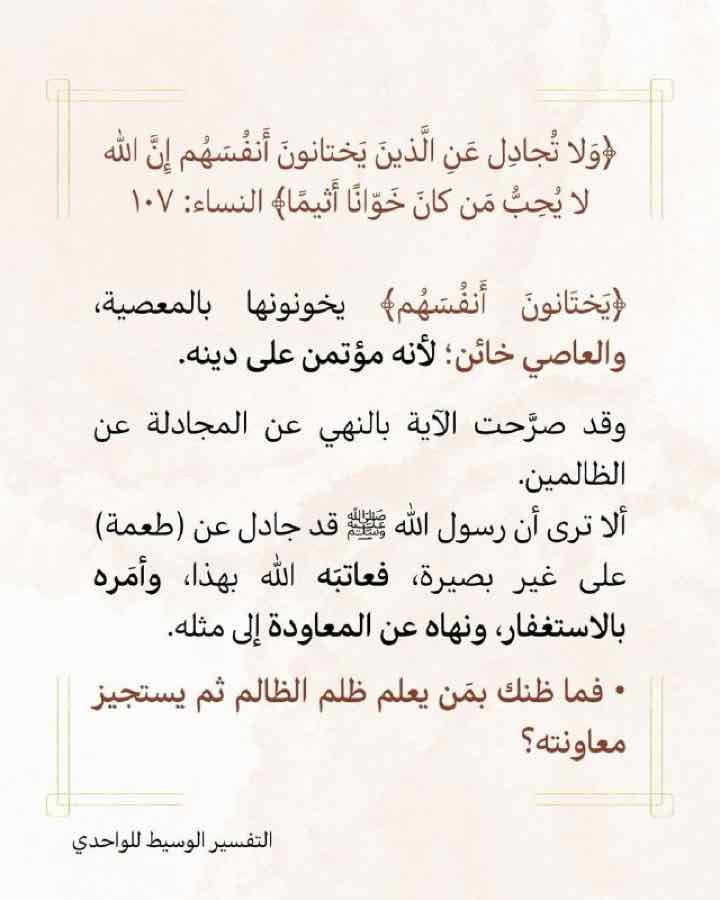 ﴿وَلا تُجادِل عَنِ الَّذينَ يَختانونَ أَنفُسَهُم إِنَّ الله
لا يُحِبُّ مَن كانَ خَوّانًا أَثيمًا﴾ النساء: ١٠٧
﴿يَختَانونَ أَنفُسَهُم﴾ يخونونها بالمعصية،
والعاصي خائن؛ لأنه مؤتمن على دينه.
وقد صرَّحت الآية بالنهي عن المجادلة عن
الظالمين.
ألا ترى أن رسول الله ﷺ قد جادل عن (طعمة)
على غير بصيرة، فعاتبَه الله بهذا، وأمَره
بالاستغفار، ونهاه عن المعاودة إلى مثله.
• فما ظنك بمَن يعلم ظلم الظالم ثم يستجيز
معاونته؟
التفسير الوسيط للواحدي